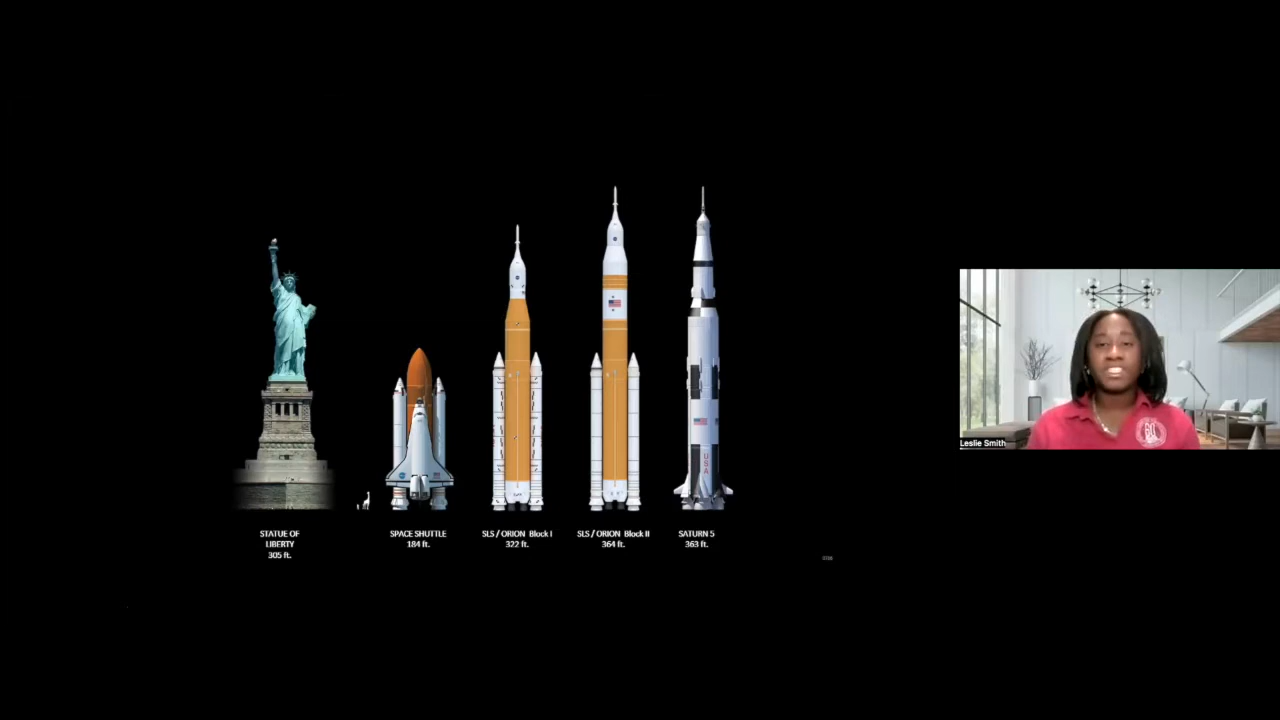 STATUE OF
LIBERTY
305 ft.
SPACE SHUTTLE
184 ft.
SLS / ORION Block I
322 ft.
SLS / ORION Block II
364 ft.
SATURN 5
363 ft.
USA
Leslie Smith